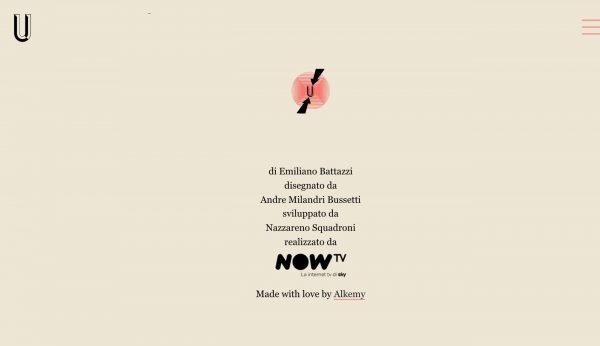 U
U
di Emiliano Battazzi
disegnato da
Andre Milandri Bussetti
sviluppato da
Nazzareno Squadroni
realizzato da
NOW TV
La internet tv di sky
Made with love by Alkemy